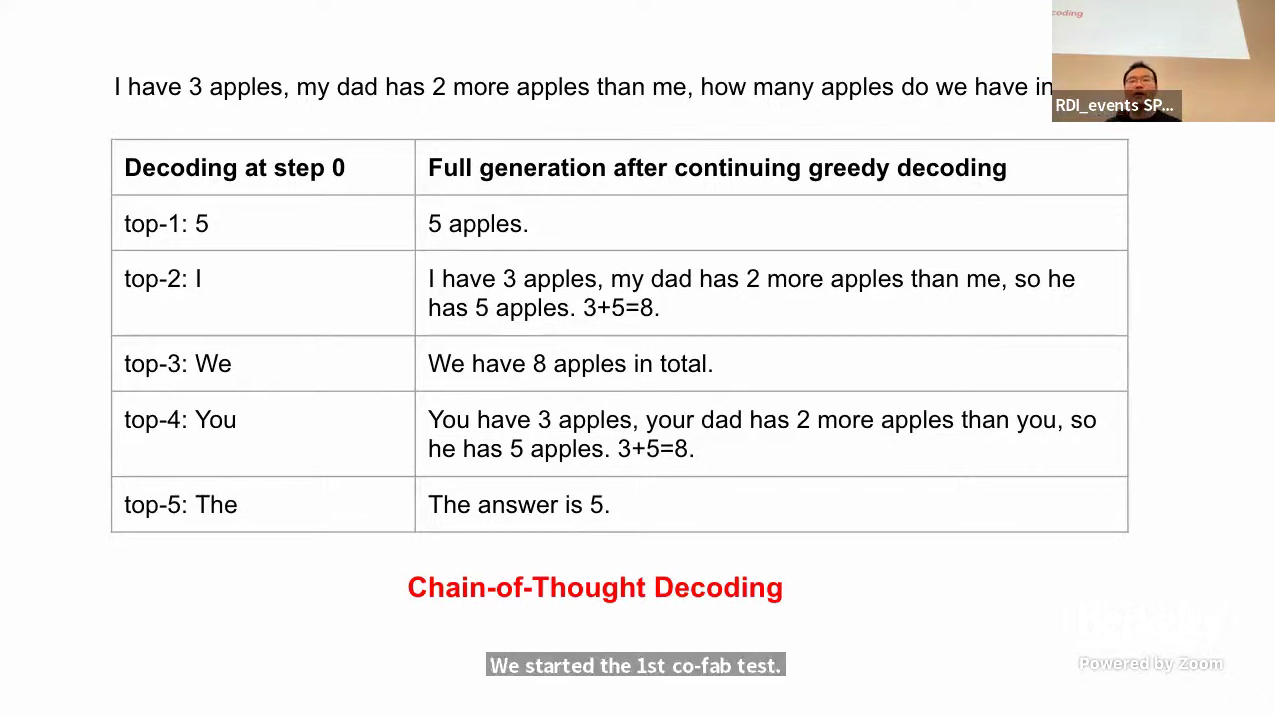 coding
I have 3 apples, my dad has 2 more apples than me, how many apples do we have in
RDI_events SP...
Decoding at step 0
Full generation after continuing greedy decoding
top-1: 5
5 apples.
top-2: I
I have 3 apples, my dad has 2 more apples than me, so he
has 5 apples. 3+5=8.
top-3: We
We have 8 apples in total.
top-4: You
You have 3 apples, your dad has 2 more apples than you, so
he has 5 apples. 3+5=8.
top-5: The
The answer is 5.
Chain-of-Thought Decoding
We started the 1st co-fab test.
Powered by Zoom